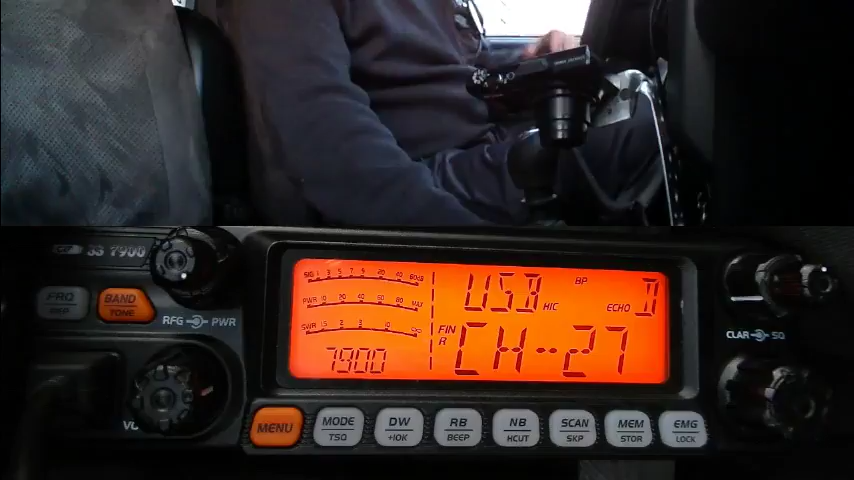 SS 7900
FRQ
BAND
TONE
RFG PWR
MENU
MODE
TSQ
DW
+10K
RB
BEEP
NB
HCUT
SCAN
SKP
MEM
STOR
EMG
LOCK
CLAR SQ
SIG 1 3 5 7 9 20 40 60dB
PWR 10 20 40 60 80 MAX
SWR 1 2 3 10
7900
USB HIC BP ECHO D
FIN
R
CH--27